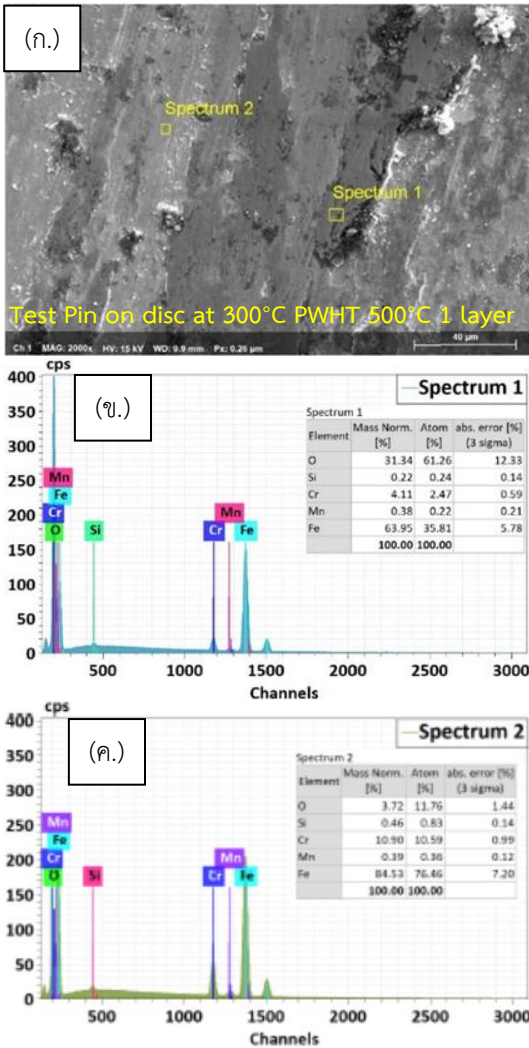 (ก.)
Spectrum 2
Spectrum 1
Test Pin on disc at 300°C PWHT 500°C 1 layer
Ch 1 MAG: 2000x HV: 15 kV WD: 9.9 mm Px: 0.26 µm
40 µm
cps
400
350
300
250
200
150
100
50
0
(ข.)
Spectrum 1
Spectrum 1
Element Mass Norm. [%] Atom [%] abs. error [%] (3 sigma)
O 31.34 61.26 12.33
Si 0.22 0.24 0.14
Cr 4.11 2.47 0.59
Mn 0.38 0.22 0.21
Fe 63.95 35.81 5.78
100.00 100.00
Mn
Fe
Cr
O
Si
Mn
Cr
Fe
500 1000 1500 2000 2500 3000
Channels
cps
400
350
300
250
200
150
100
50
0
(ค.)
Spectrum 2
Spectrum 2
Element Mass Norm. [%] Atom [%] abs. error [%] (3 sigma)
O 3.72 11.76 1.44
Si 0.46 0.83 0.14
Cr 10.90 10.59 0.99
Mn 0.39 0.36 0.12
Fe 84.53 76.46 7.20
100.00 100.00
Mn
Fe
Cr
O
Si
Mn
Cr
Fe
500 1000 1500 2000 2500 3000
Channels